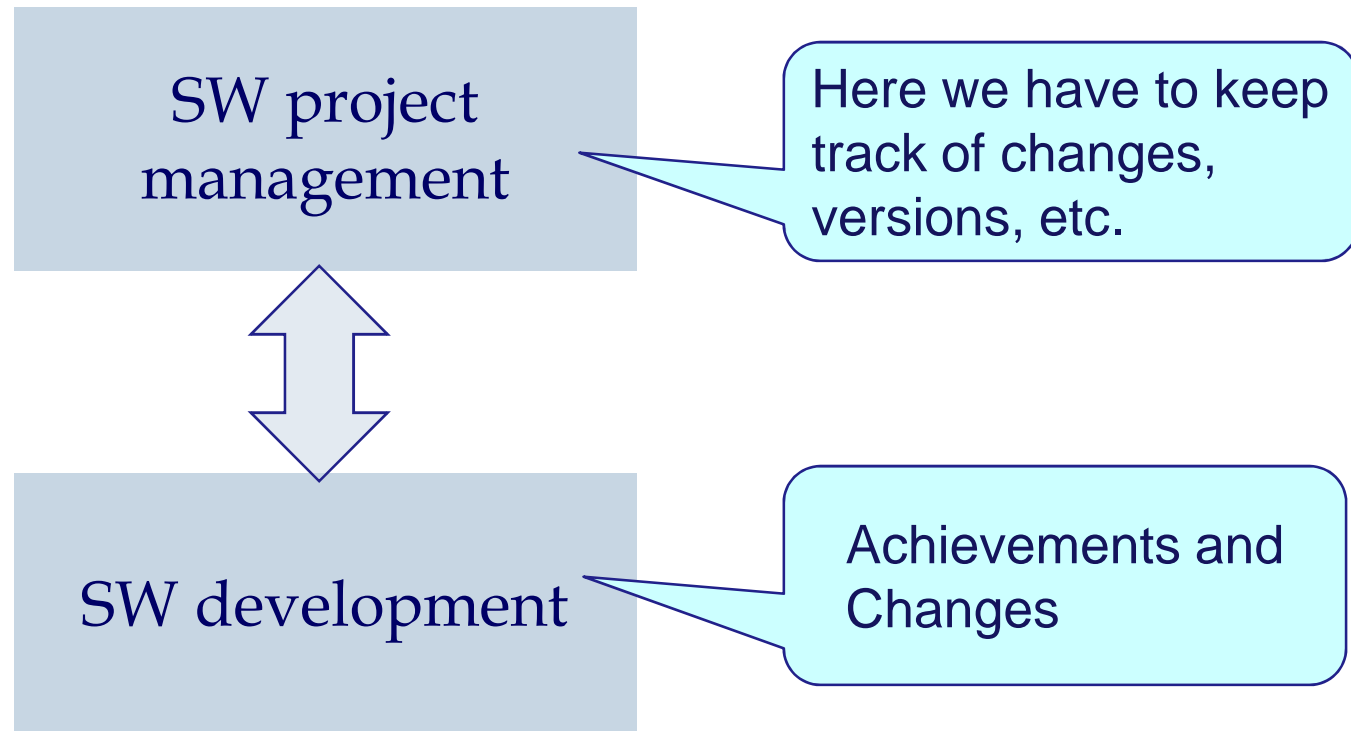 SW project
management
Here we have to keep
track of changes,
versions, etc.
SW development
Achievements and
Changes